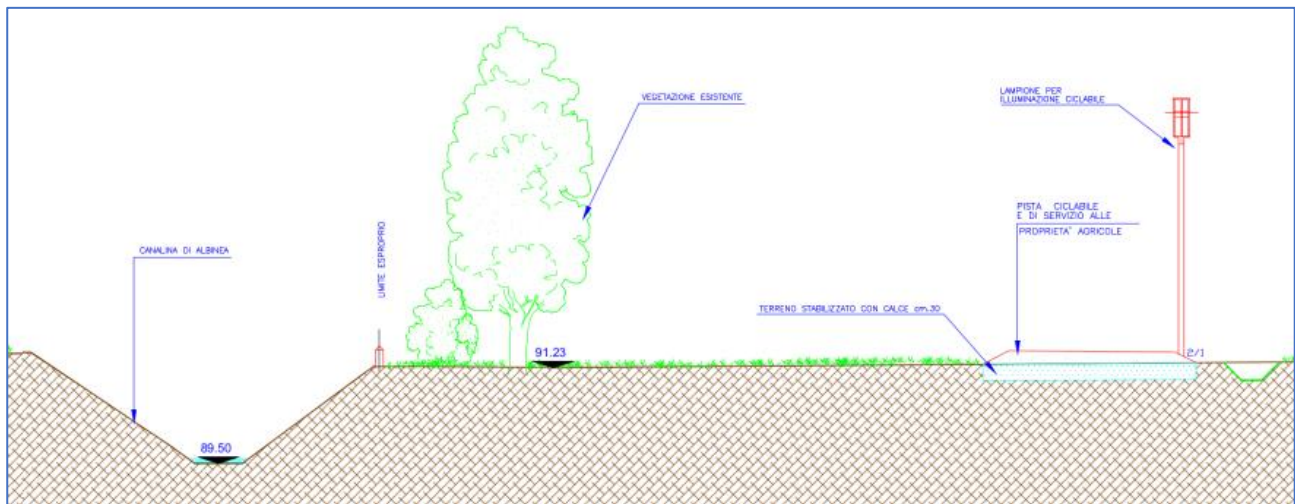 VEGETAZIONE ESISTENTE
LAMPIONE PER
ILLUMINAZIONE CICLABILE
PISTA CICLABILE
E DI SERVIZIO ALLE
PROPRIETA' AGRICOLE
CANALINA DI ALBINEA
LIMITE ESPROPRIO
TERRENO STABILIZZATO CON CALCE cm.30
91.23
2/1
89.50